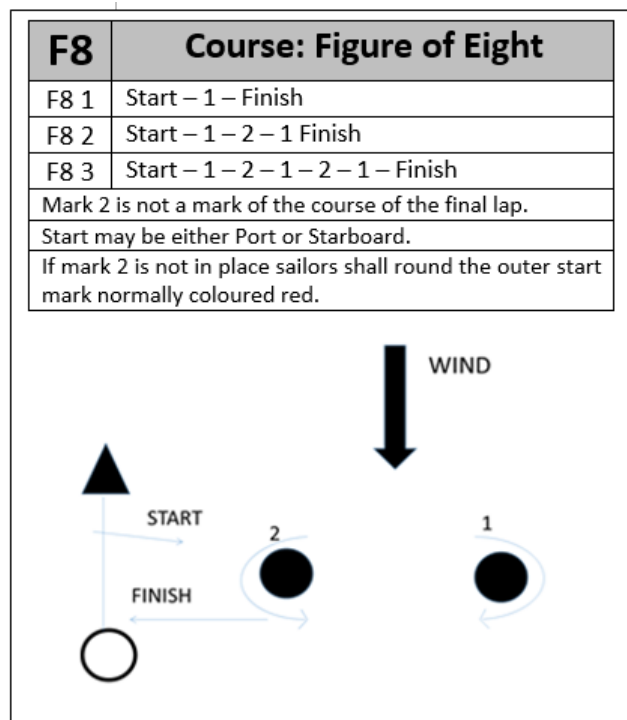 F8 Course: Figure of Eight
F8 1 Start – 1 – Finish
F8 2 Start – 1 – 2 – 1 Finish
F8 3 Start – 1 – 2 – 1 – 2 – 1 – Finish
Mark 2 is not a mark of the course of the final lap.
Start may be either Port or Starboard.
If mark 2 is not in place sailors shall round the outer start
mark normally coloured red.
WIND
START
2
1
FINISH